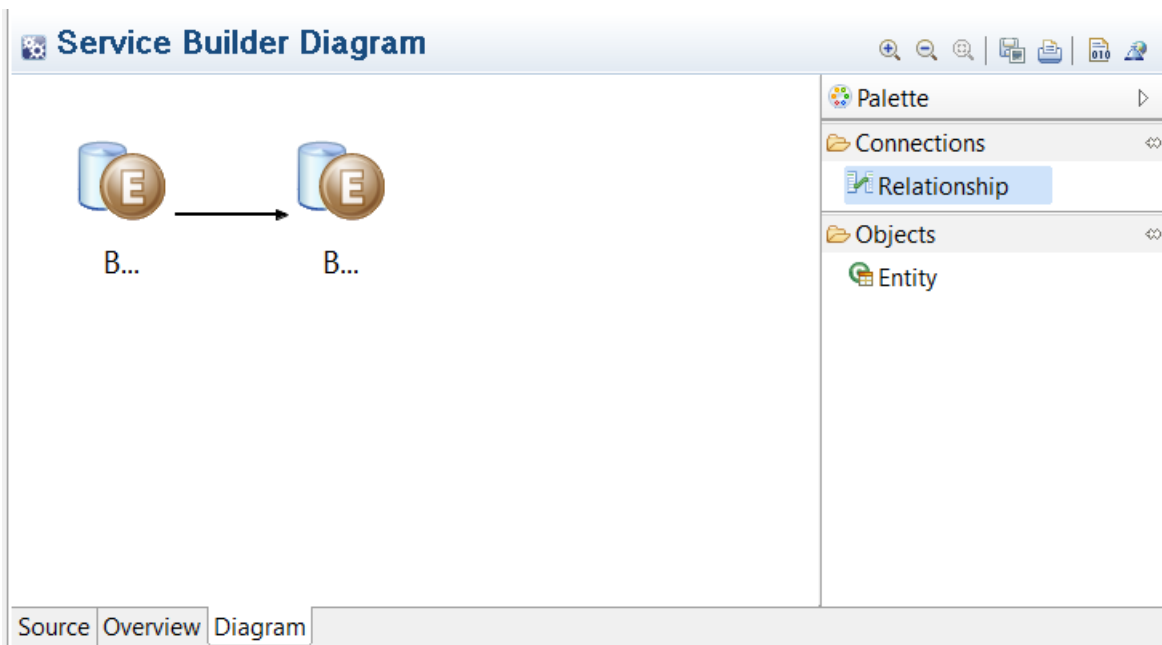 Service Builder Diagram
Palette
Connections
Relationship
Objects
Entity
E E
B... B...
Source Overview Diagram